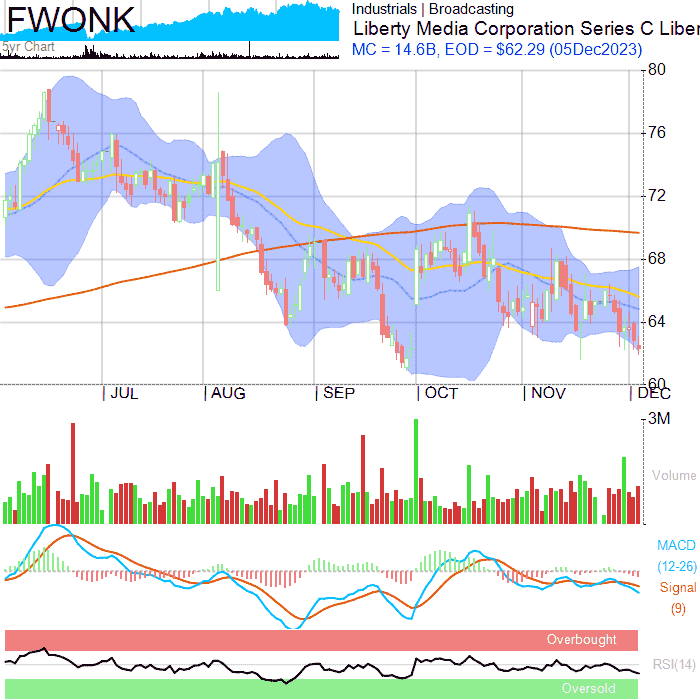 FWONK
5yr Chart
Industrials | Broadcasting
Liberty Media Corporation Series C Liber
MC = 14.6B, EOD = $62.29 (05Dec2023)
80
76
72
68
64
60
JUL AUG SEP OCT NOV DEC
3M
Volume
MACD
(12-26)
Signal
(9)
Overbought
RSI(14)
Oversold